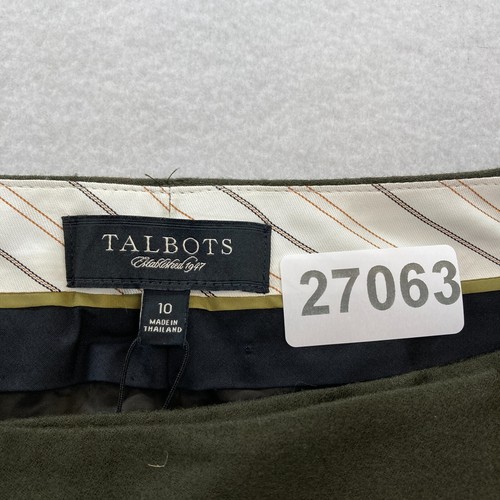 TALBOTS
Established 1947
10
MADE IN
THAILAND
27063